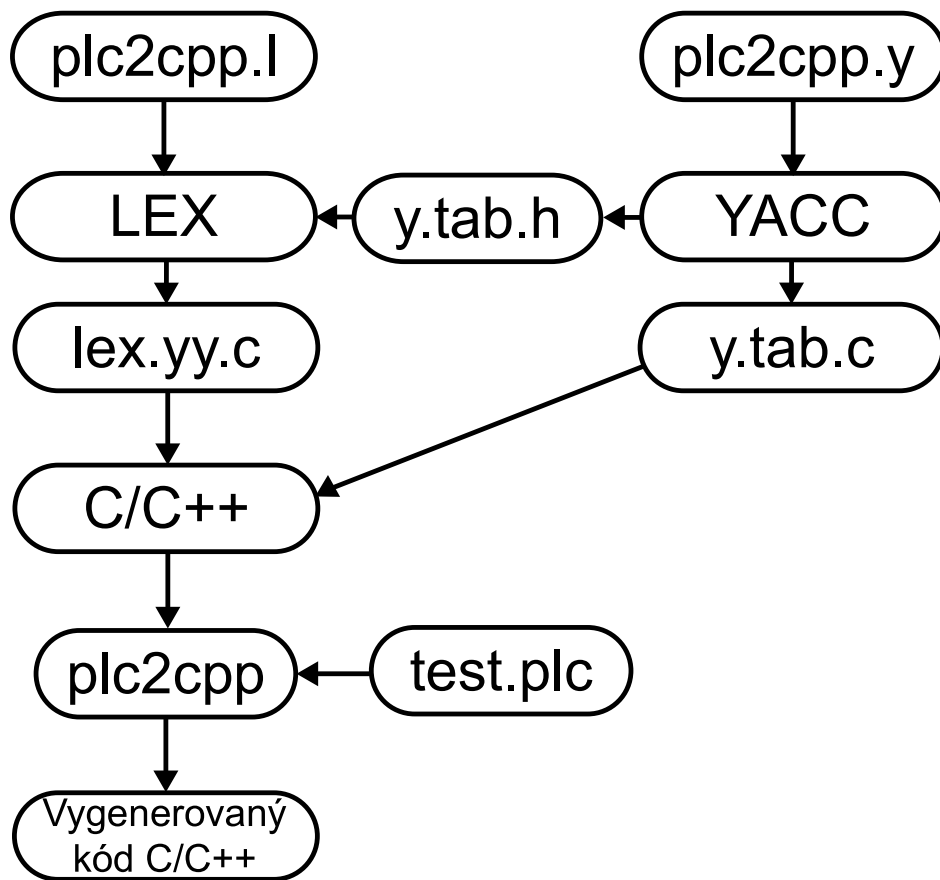 plc2cpp.l
plc2cpp.y
LEX
y.tab.h
YACC
lex.yy.c
y.tab.c
C/C++
plc2cpp
test.plc
Vygenerovaný
kód C/C++